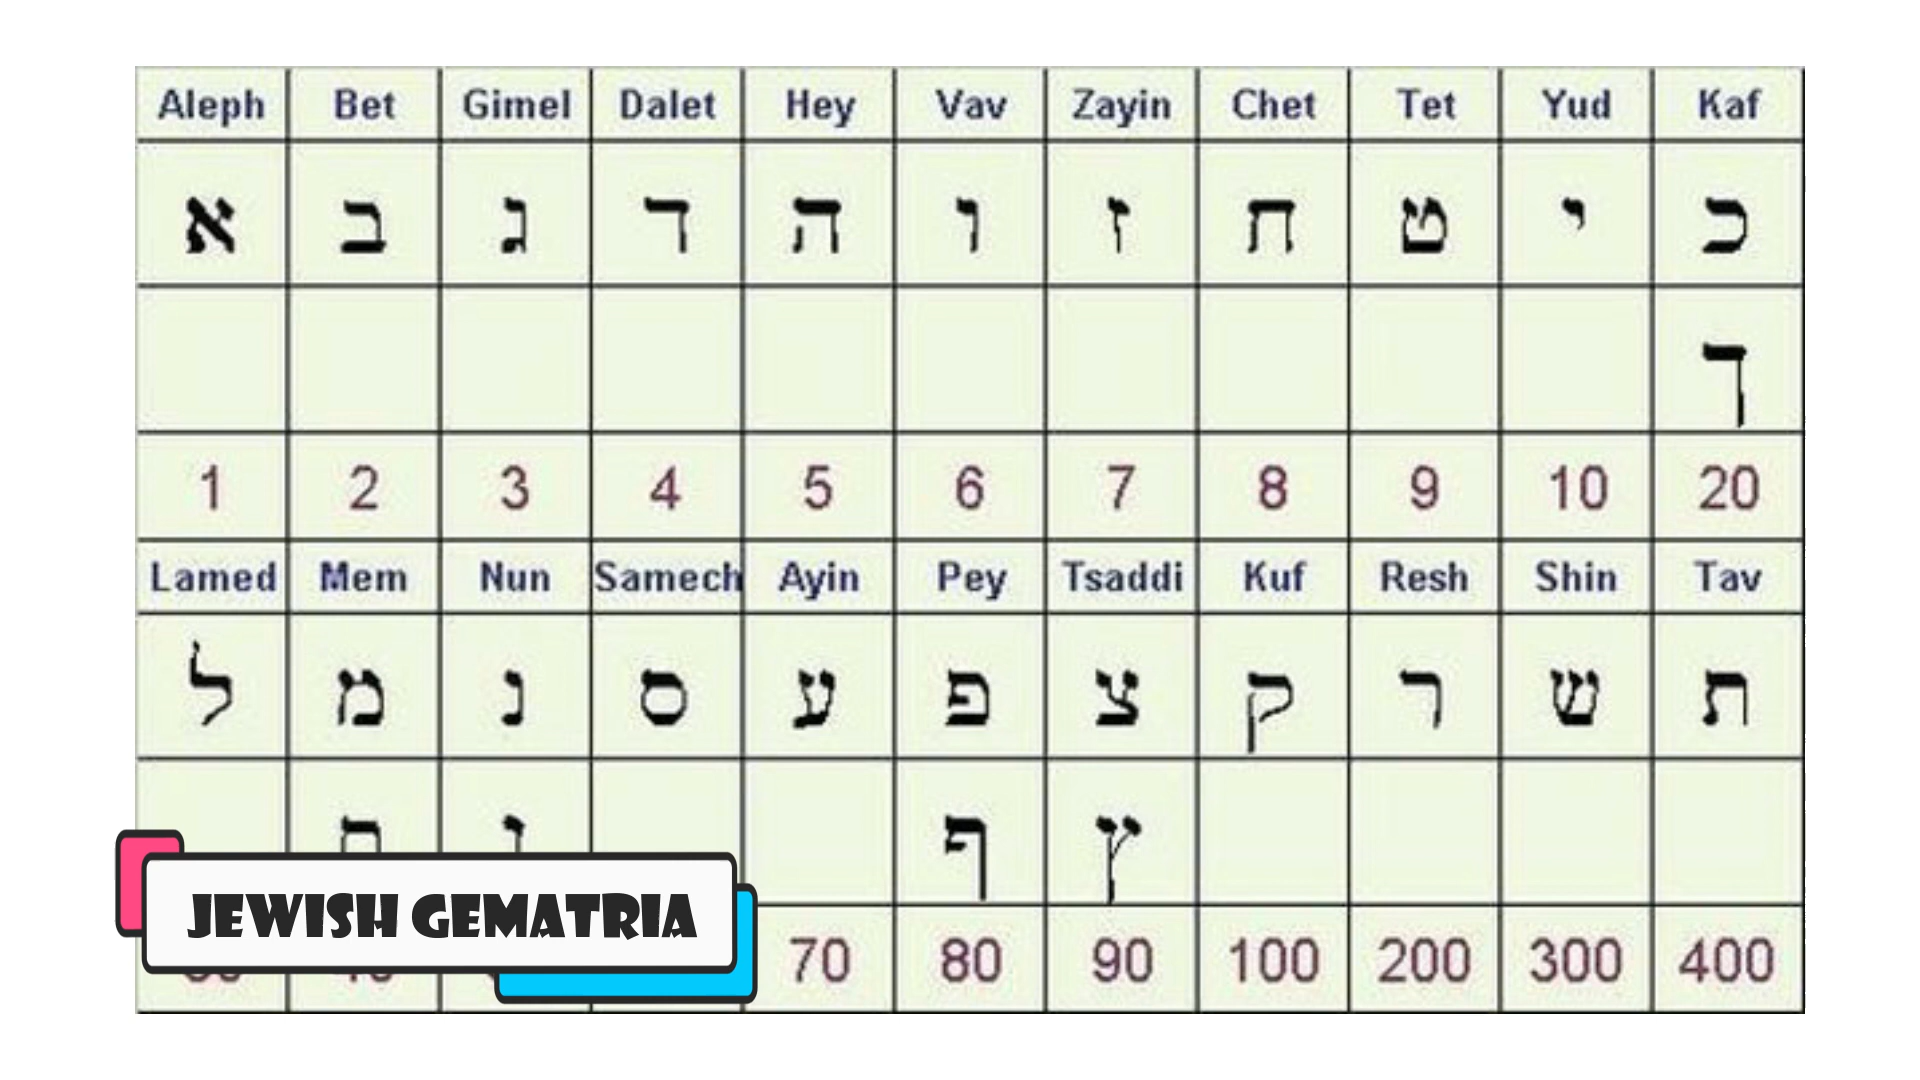 Aleph Bet Gimel Dalet Hey Vav Zayin Chet Tet Yud Kaf
א ב ג ד ה ו ז ח ט י כ
ך
1 2 3 4 5 6 7 8 9 10 20
Lamed Mem Nun Samech Ayin Pey Tsaddi Kuf Resh Shin Tav
ל מ נ ס ע פ צ ק ר ש ת
ף ץ
JEWISH GEMATRIA
70 80 90 100 200 300 400